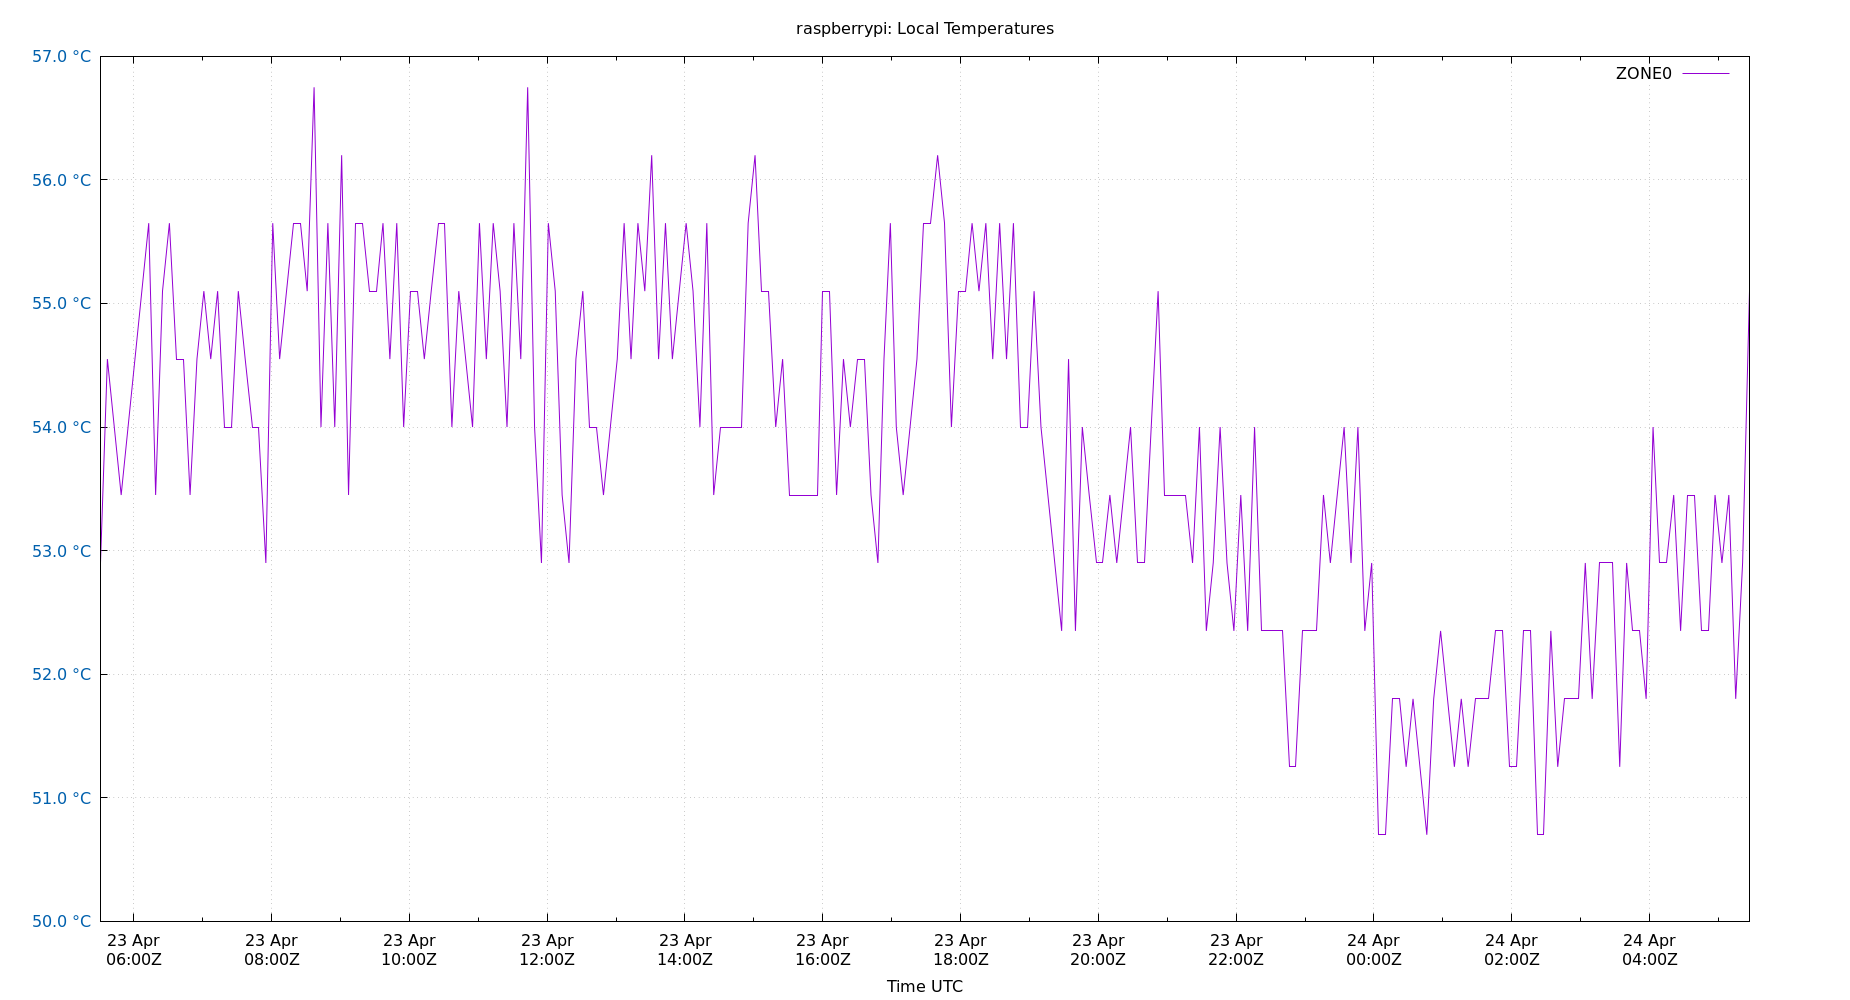 raspberrypi: Local Temperatures
57.0 °C
ZONE0
56.0 °C
55.0 °C
54.0 °C
53.0 °C
52.0 °C
51.0 °C
50.0 °C
23 Apr 23 Apr 23 Apr 23 Apr 23 Apr 23 Apr 23 Apr 23 Apr 23 Apr 24 Apr 24 Apr 24 Apr
06:00Z 08:00Z 10:00Z 12:00Z 14:00Z 16:00Z 18:00Z 20:00Z 22:00Z 00:00Z 02:00Z 04:00Z
Time UTC